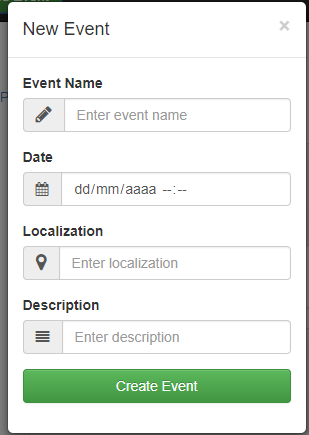 New Event
×
Event Name
Enter event name
Date
dd/mm/aaaa --:--
Localization
Enter localization
Description
Enter description
Create Event